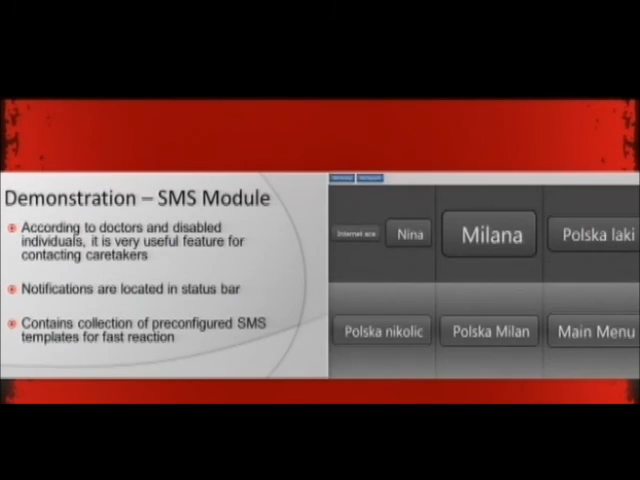 Demonstration – SMS Module
According to doctors and disabled
individuals, it is very useful feature for
contacting caretakers
Notifications are located in status bar
Contains collection of preconfigured SMS
templates for fast reaction
Internet ace
Nina
Milana
Polska laki
Polska nikolic
Polska Milan
Main Menu